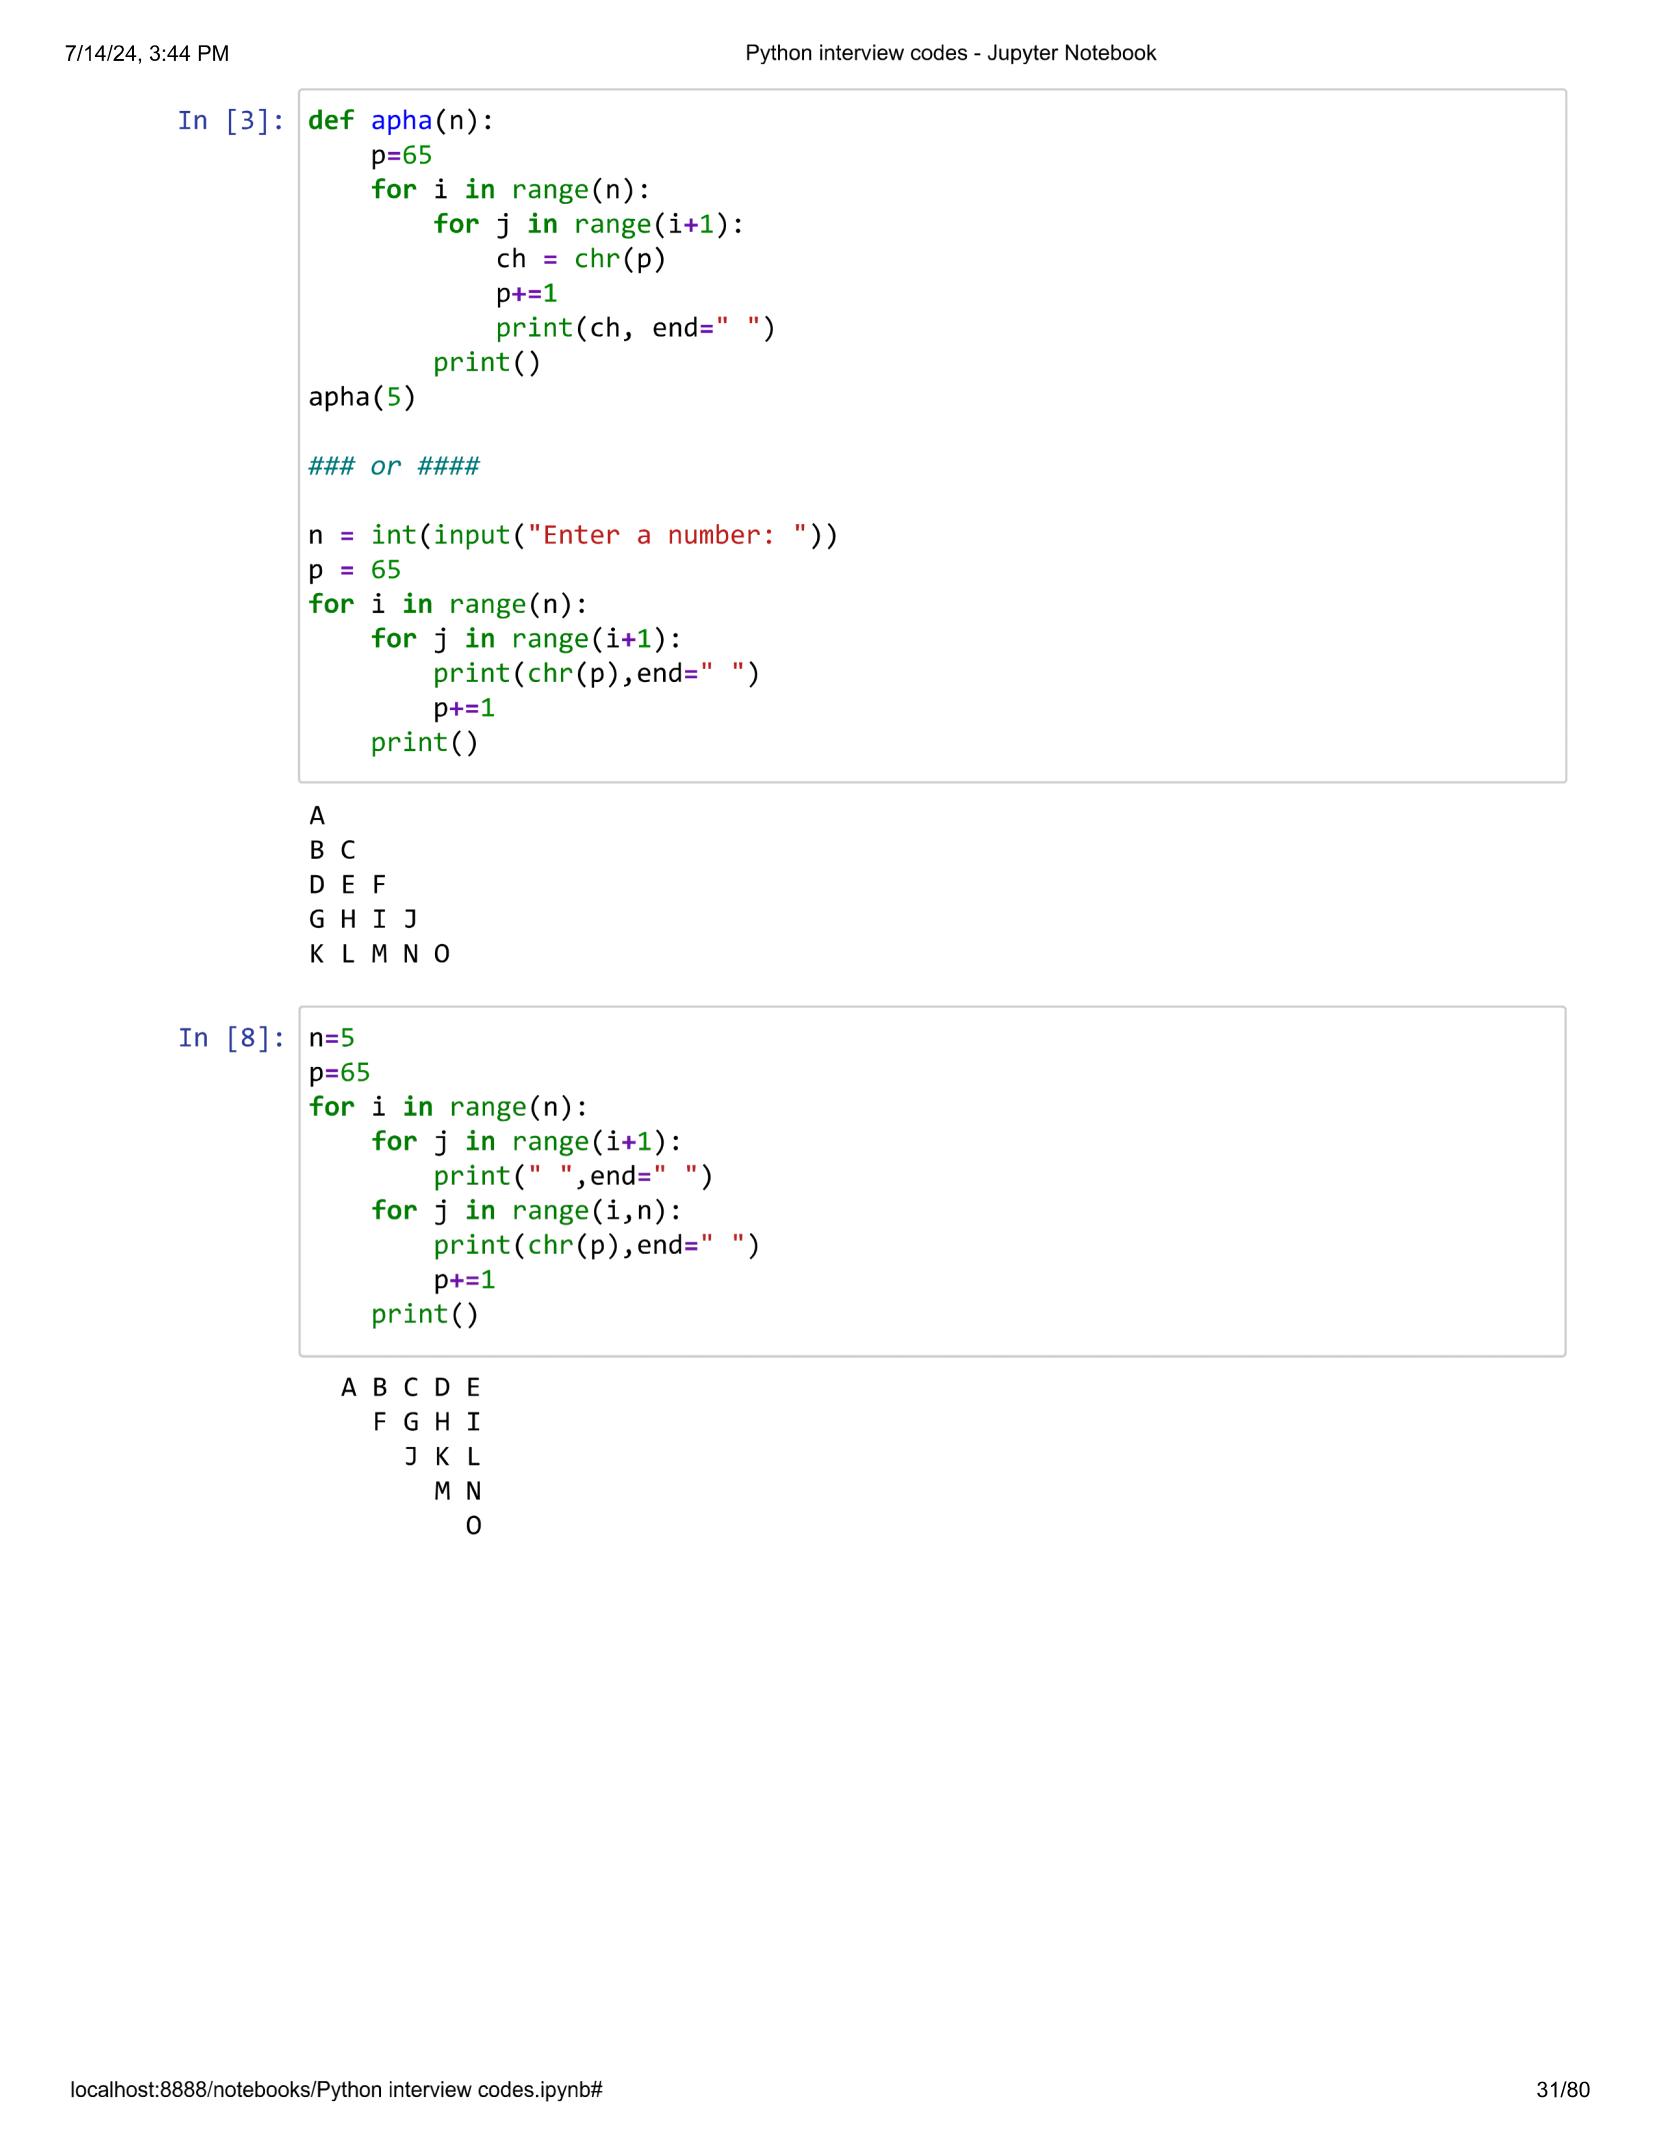 7/14/24, 3:44 PM Python interview codes - Jupyter Notebook
In [3]: def apha(n):
    p=65
    for i in range(n):
        for j in range(i+1):
            ch = chr(p)
            p+=1
            print(ch, end=" ")
        print()
apha(5)

### or ####

n = int(input("Enter a number: "))
p = 65
for i in range(n):
    for j in range(i+1):
        print(chr(p),end=" ")
        p+=1
    print()

A
B C
D E F
G H I J
K L M N O

In [8]: n=5
p=65
for i in range(n):
    for j in range(i+1):
        print(" ",end=" ")
    for j in range(i,n):
        print(chr(p),end=" ")
        p+=1
    print()

  A B C D E
    F G H I
      J K L
        M N
          O

localhost:8888/notebooks/Python interview codes.ipynb# 31/80